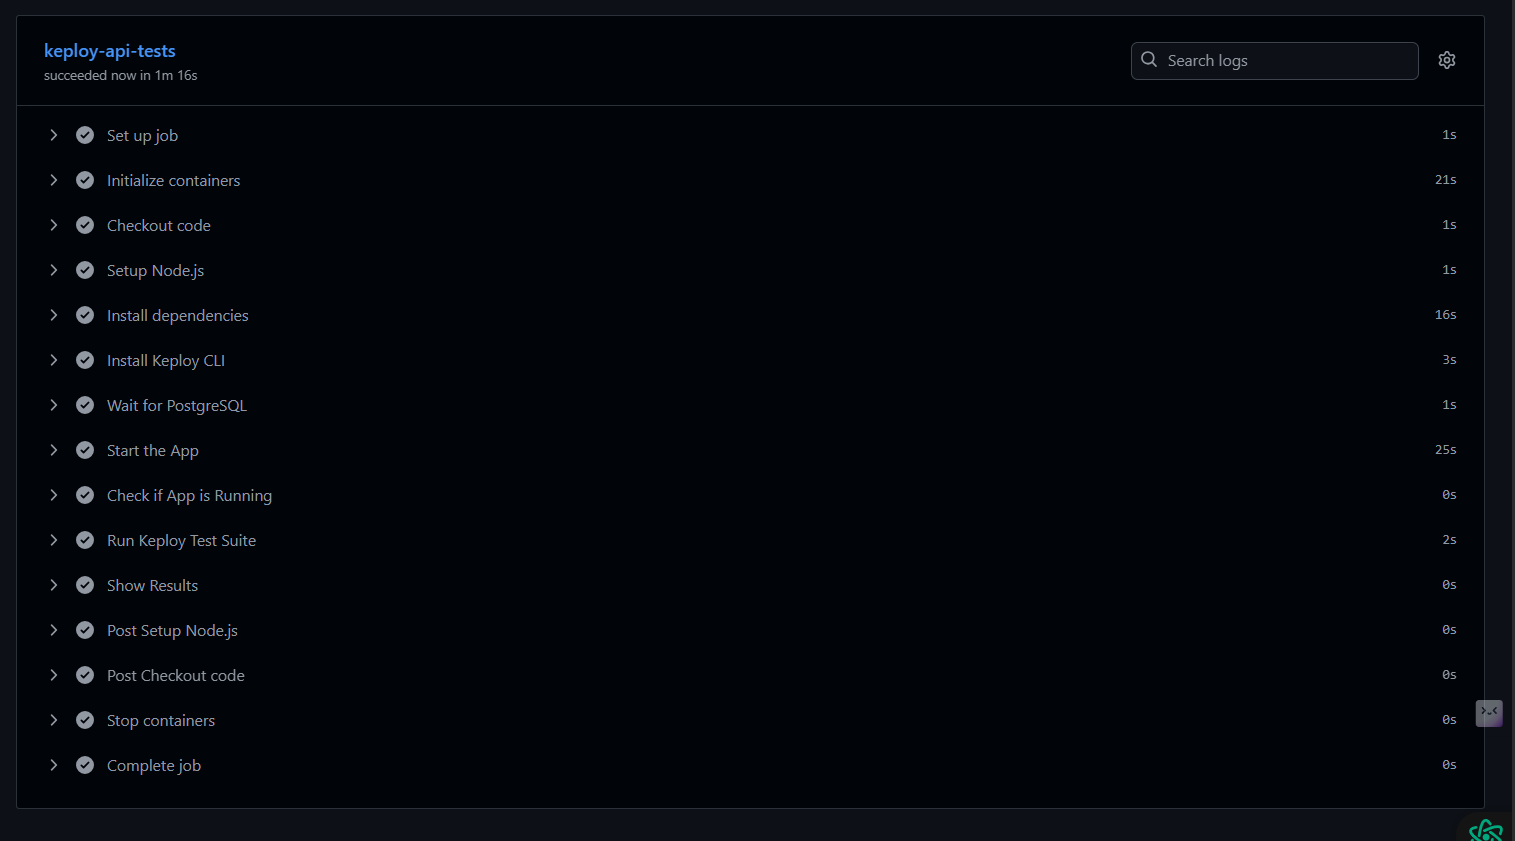 keploy-api-tests
succeeded now in 1m 16s
Search logs
Set up job 1s
Initialize containers 21s
Checkout code 1s
Setup Node.js 1s
Install dependencies 16s
Install Keploy CLI 3s
Wait for PostgreSQL 1s
Start the App 25s
Check if App is Running 0s
Run Keploy Test Suite 2s
Show Results 0s
Post Setup Node.js 0s
Post Checkout code 0s
Stop containers 0s
Complete job 0s